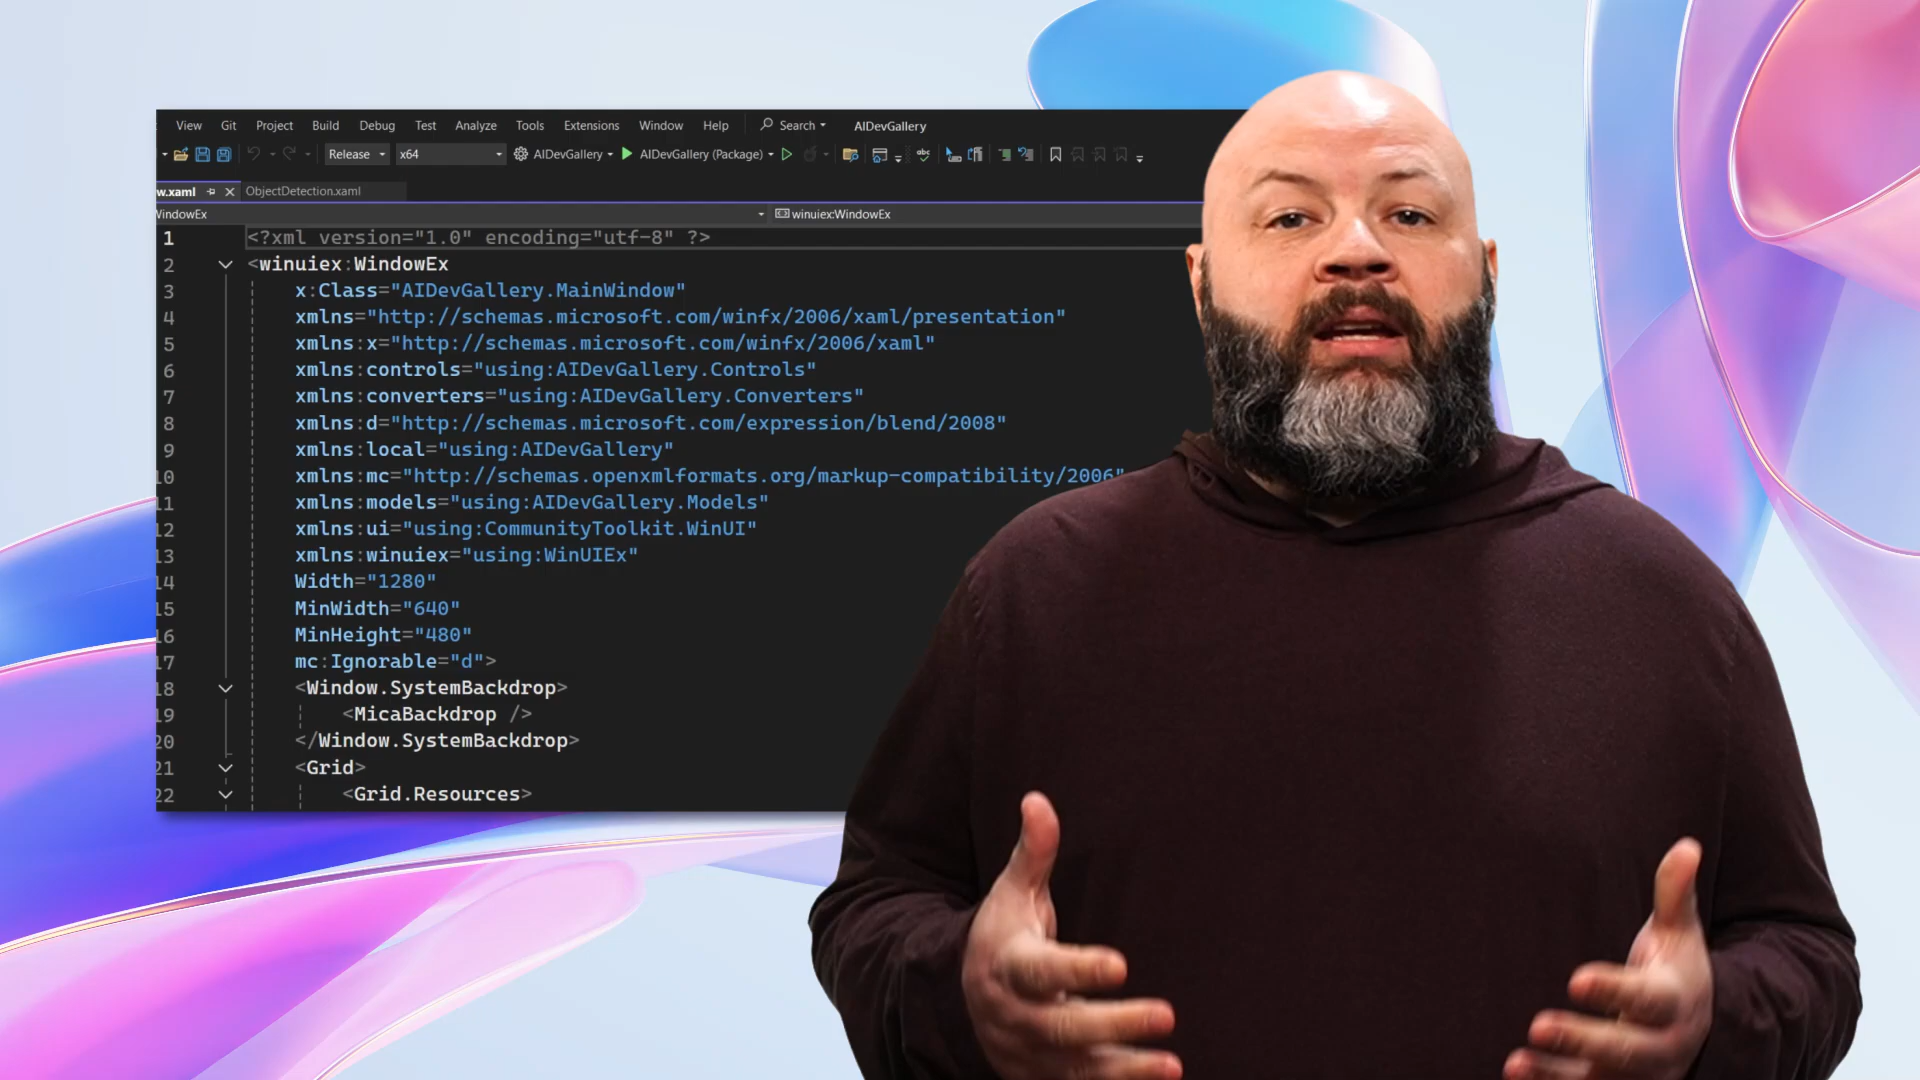 View Git Project Build Debug Test Analyze Tools Extensions Window Help Search AIDevGallery
Release x64 AIDevGallery AIDevGallery (Package)
w.xaml ObjectDetection.xaml
WindowEx winuiex:WindowEx
1 <?xml version="1.0" encoding="utf-8" ?>
2 <winuiex:WindowEx
3 x:Class="AIDevGallery.MainWindow"
4 xmlns="http://schemas.microsoft.com/winfx/2006/xaml/presentation"
5 xmlns:x="http://schemas.microsoft.com/winfx/2006/xaml"
6 xmlns:controls="using:AIDevGallery.Controls"
7 xmlns:converters="using:AIDevGallery.Converters"
8 xmlns:d="http://schemas.microsoft.com/expression/blend/2008"
9 xmlns:local="using:AIDevGallery"
10 xmlns:mc="http://schemas.openxmlformats.org/markup-compatibility/2006"
11 xmlns:models="using:AIDevGallery.Models"
12 xmlns:ui="using:CommunityToolkit.WinUI"
13 xmlns:winuiex="using:WinUIEx"
14 Width="1280"
15 MinWidth="640"
16 MinHeight="480"
17 mc:Ignorable="d">
18 <Window.SystemBackdrop>
19 <MicaBackdrop />
20 </Window.SystemBackdrop>
21 <Grid>
22 <Grid.Resources>